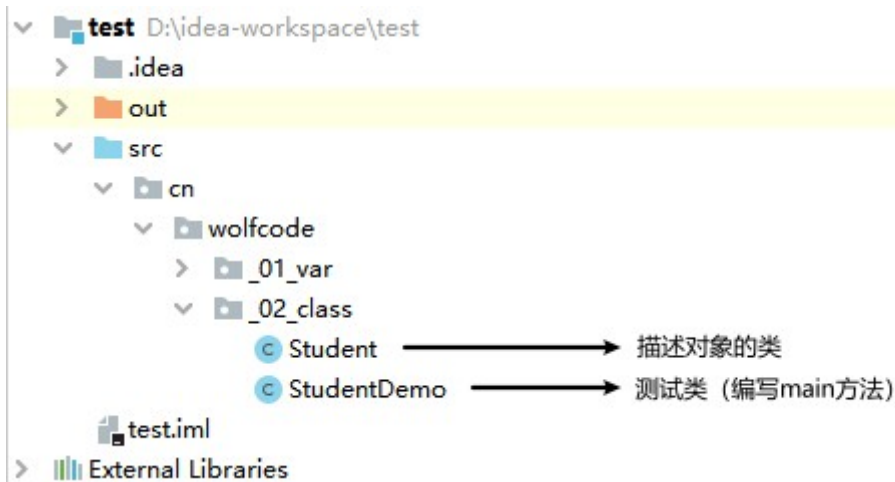 test D:\idea-workspace\test
.idea
out
src
cn
wolfcode
_01_var
_02_class
C Student 描述对象的类
C StudentDemo 测试类（编写main方法）
test.iml
External Libraries